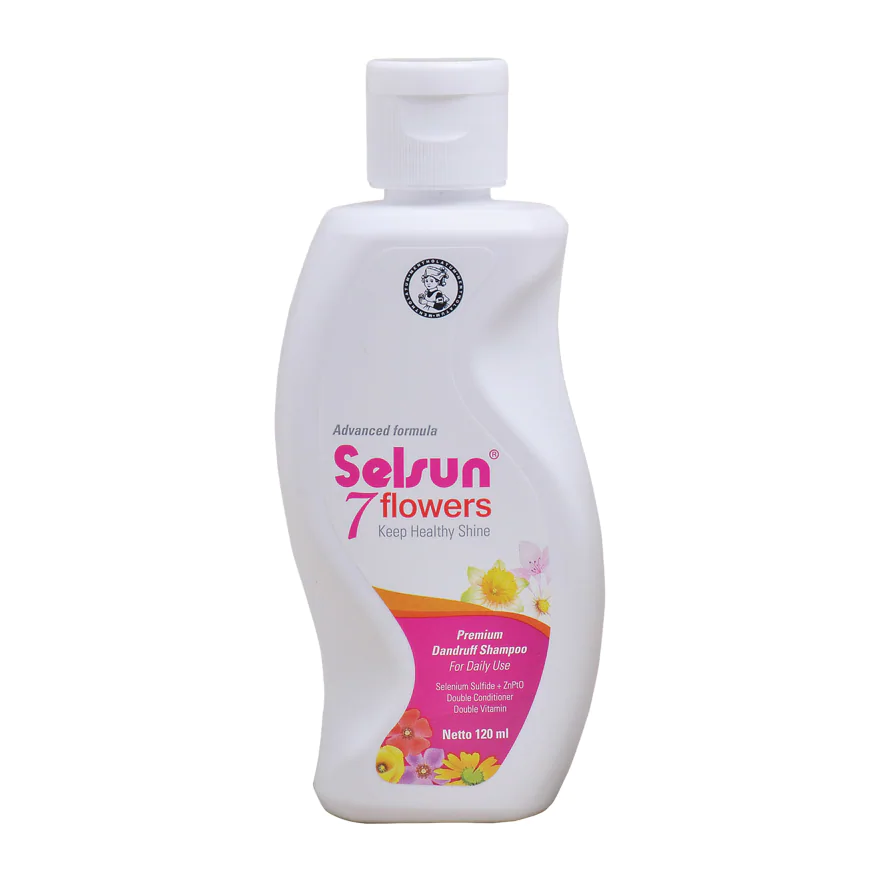 MENTHOLATUM
Advanced formula
Selsun®
7 flowers
Keep Healthy Shine
Premium
Dandruff Shampoo
For Daily Use
Selenium Sulfide + ZnPtO
Double Conditioner
Double Vitamin
Netto 120 ml